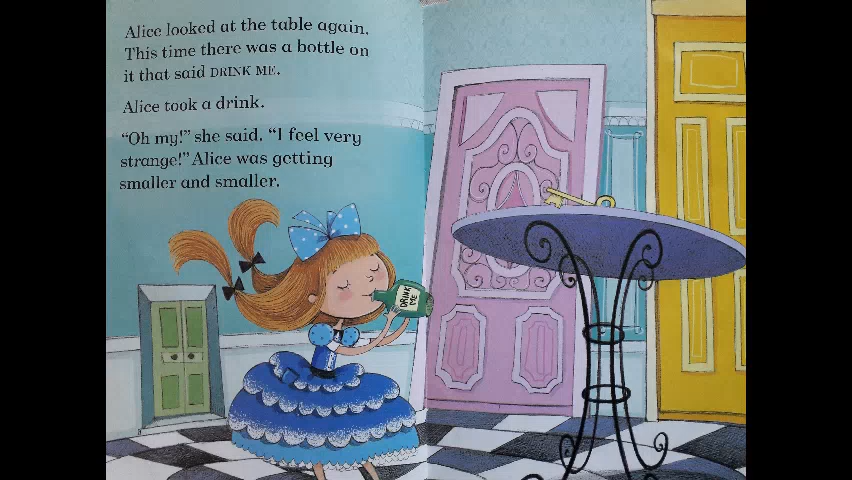 Alice looked at the table again.
This time there was a bottle on
it that said DRINK ME.
Alice took a drink.
“Oh my!” she said. “I feel very
strange!” Alice was getting
smaller and smaller.
DRINK
ME